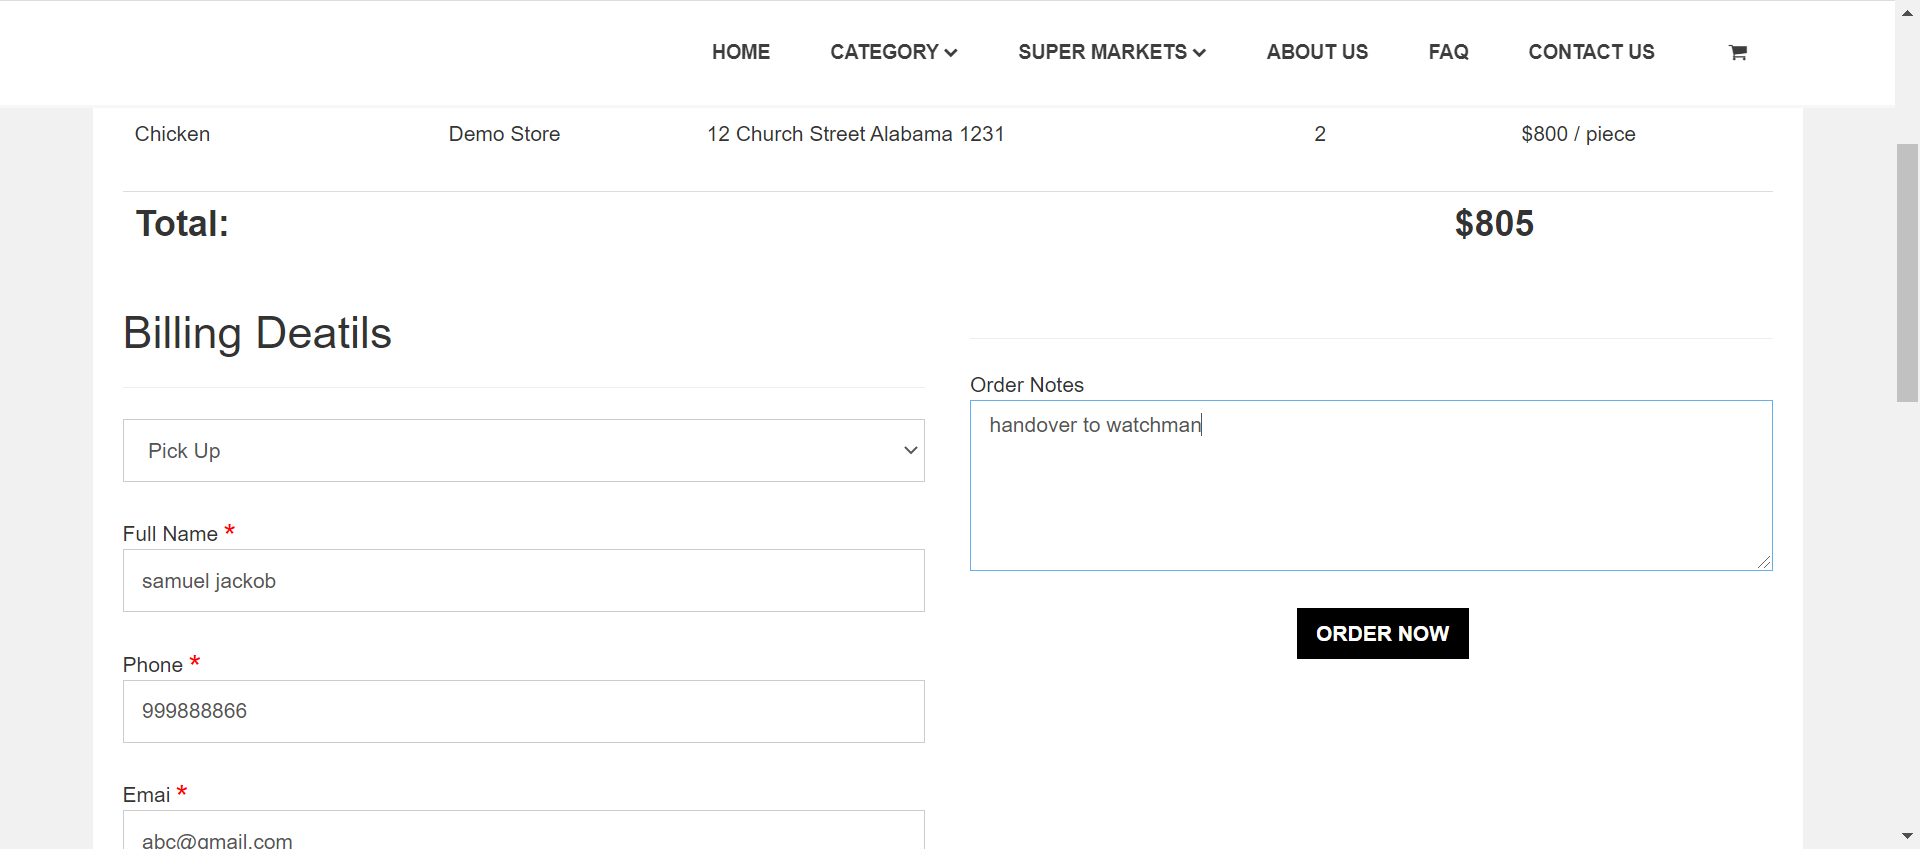 HOME CATEGORY SUPER MARKETS ABOUT US FAQ CONTACT US
Chicken Demo Store 12 Church Street Alabama 1231 2 $800 / piece
Total: $805
Billing Deatils
Pick Up
Full Name *
samuel jackob
Phone *
999888866
Emai *
abc@gmail.com
Order Notes
handover to watchman
ORDER NOW